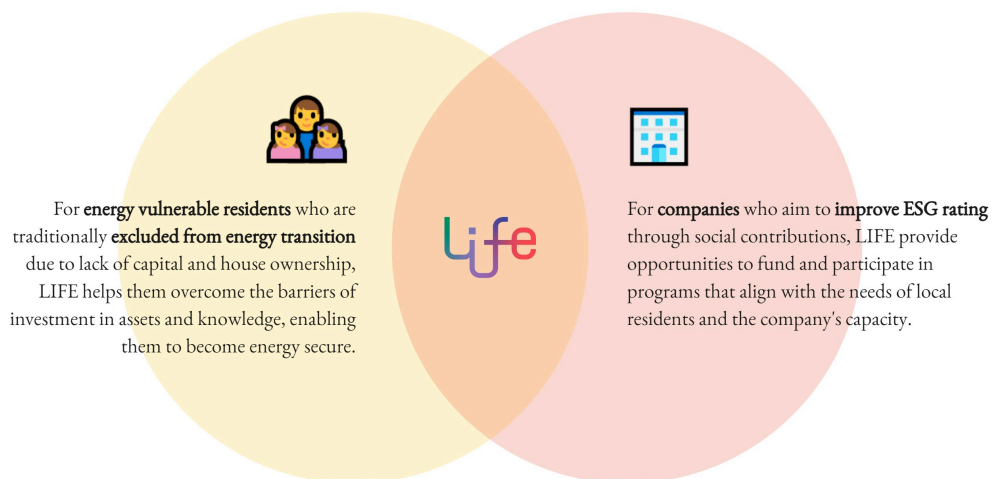 For energy vulnerable residents who are
traditionally excluded from energy transition
due to lack of capital and house ownership,
LIFE helps them overcome the barriers of
investment in assets and knowledge, enabling
them to become energy secure.
Life
For companies who aim to improve ESG rating
through social contributions, LIFE provide
opportunities to fund and participate in
programs that align with the needs of local
residents and the company's capacity.